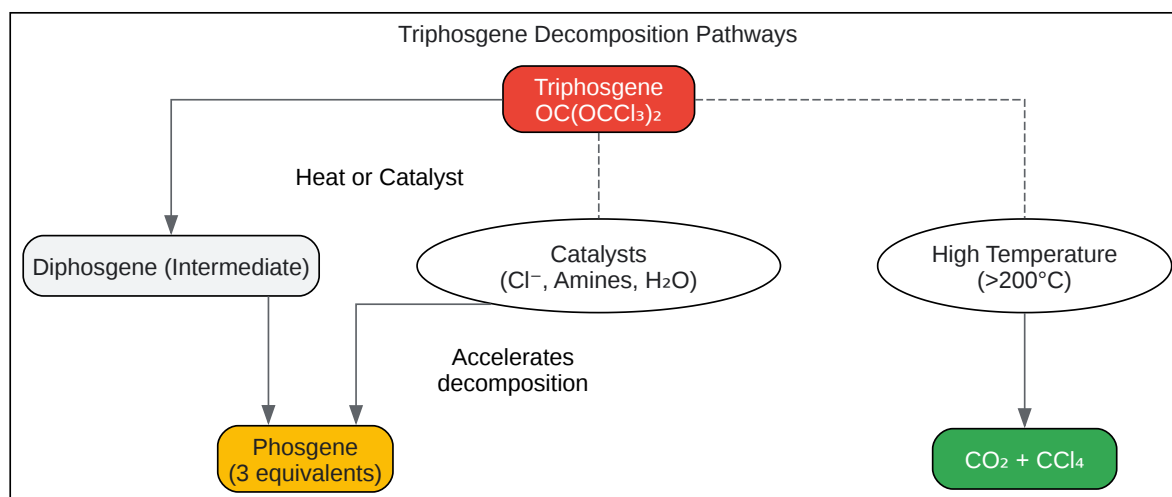 Triphosgene Decomposition Pathways
Triphosgene
OC(OCCl₃)₂
Heat or Catalyst
Diphosgene (Intermediate)
Catalysts
(Cl⁻, Amines, H₂O)
High Temperature
(>200°C)
Accelerates
decomposition
Phosgene
(3 equivalents)
CO₂ + CCl₄